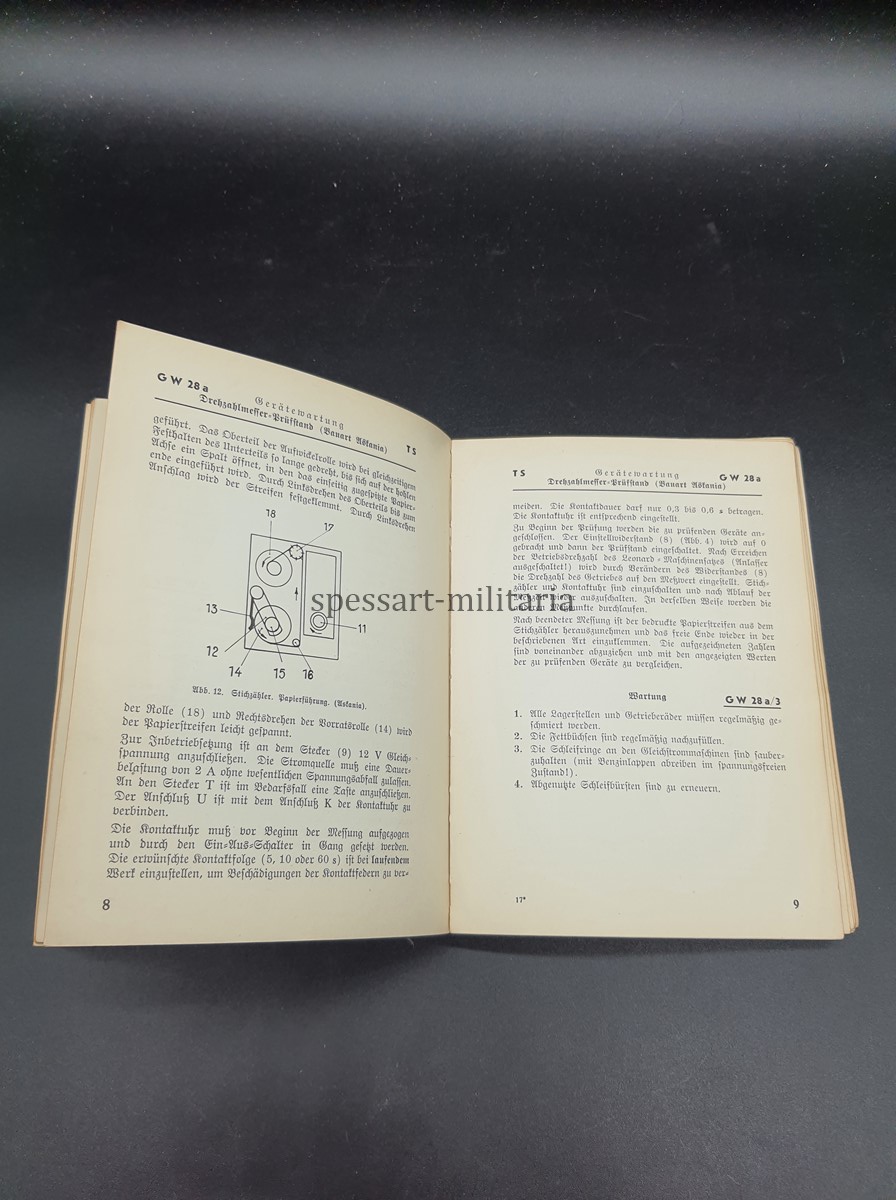 GW 28a
Gerätewartung
TS
Drehzahlmesser-Prüfstand (Bauart Askania)
geführt. Das Oberteil der Aufwickelrolle wird bei gleichzeitigem
Festhalten des Unterteils so lange gedreht, bis sich auf der hohlen
Achse ein Spalt öffnet, in den das einseitig zugespitzte Papier-
ende eingeführt wird. Durch Linksdrehen des Oberteils bis zum
Anschlag wird der Streifen festgeklemmt. Durch Linksdrehen
18
17
13
11
12
14
15
16
Abb. 12. Stichzähler. Papierführung. (Askania).
der Rolle (18) und Rechtsdrehen der Vorratsrolle (14) wird
der Papierstreifen leicht gespannt.
Zur Inbetriebsetzung ist an dem Stecker (9) 12 V Gleich-
spannung anzuschließen. Die Stromquelle muß eine Dauer-
belastung von 2 A ohne wesentlichen Spannungsabfall zulassen.
An den Stecker T ist im Bedarfsfall eine Taste anzuschließen.
Der Anschluß U ist mit dem Anschluß K der Kontaktuhr zu
verbinden.
Die Kontaktuhr muß vor Beginn der Messung aufgezogen
und durch den Ein-Aus-Schalter in Gang gesetzt werden.
Die erwünschte Kontaktfolge (5, 10 oder 60 s) ist bei laufendem
Werk einzustellen, um Beschädigungen der Kontaktfedern zu ver-
8
TS
Gerätewartung
GW 28a
Drehzahlmesser-Prüfstand (Bauart Askania)
meiden. Die Kontaktdauer darf nur 0,3 bis 0,6 s betragen.
Die Kontaktuhr ist entsprechend eingestellt.
Zu Beginn der Prüfung werden die zu prüfenden Geräte an-
geschlossen. Der Einstellwiderstand (8) (Abb. 4) wird auf 0
gebracht und dann der Prüfstand eingeschaltet. Nach Erreichen
der Betriebsdrehzahl des Leonard-Maschinensatzes (Anlasser
ausgeschaltet!) wird durch Verändern des Widerstandes (8)
die Drehzahl des Getriebes auf den Meßwert eingestellt. Stich-
zähler und Kontaktuhr sind einzuschalten und nach Ablauf der
wieder auszuschalten. In derselben Weise werden die
Meßpunkte durchlaufen.
Nach beendeter Messung ist der bedruckte Papierstreifen aus dem
Stichzähler herauszunehmen und das freie Ende wieder in der
beschriebenen Art einzuklemmen. Die aufgezeichneten Zahlen
sind voneinander abzuziehen und mit den angezeigten Werten
der zu prüfenden Geräte zu vergleichen.
Wartung
GW 28a/3
1. Alle Lagerstellen und Getrieberäder müssen regelmäßig ge-
schmiert werden.
2. Die Fettbüchsen sind regelmäßig nachzufüllen.
3. Die Schleifringe an den Gleichstrommaschinen sind sauber-
zuhalten (mit Benzinlappen abreiben im spannungsfreien
Zustand!).
4. Abgenutzte Schleifbürsten sind zu erneuern.
17*
9
spessart-militaria